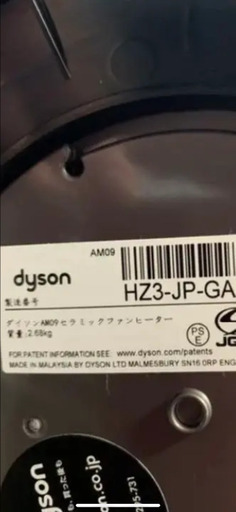 AM09
dyson
製造番号
HZ3-JP-GA
ダイソンAM09セラミックファンヒーター
質量:2.68kg
PS
E
FOR PATENT INFORMATION SEE www.dyson.com/patents
MADE IN MALAYSIA BY DYSON LTD MALMESBURY SN16 0RP ENG
dyson
on.co.jp